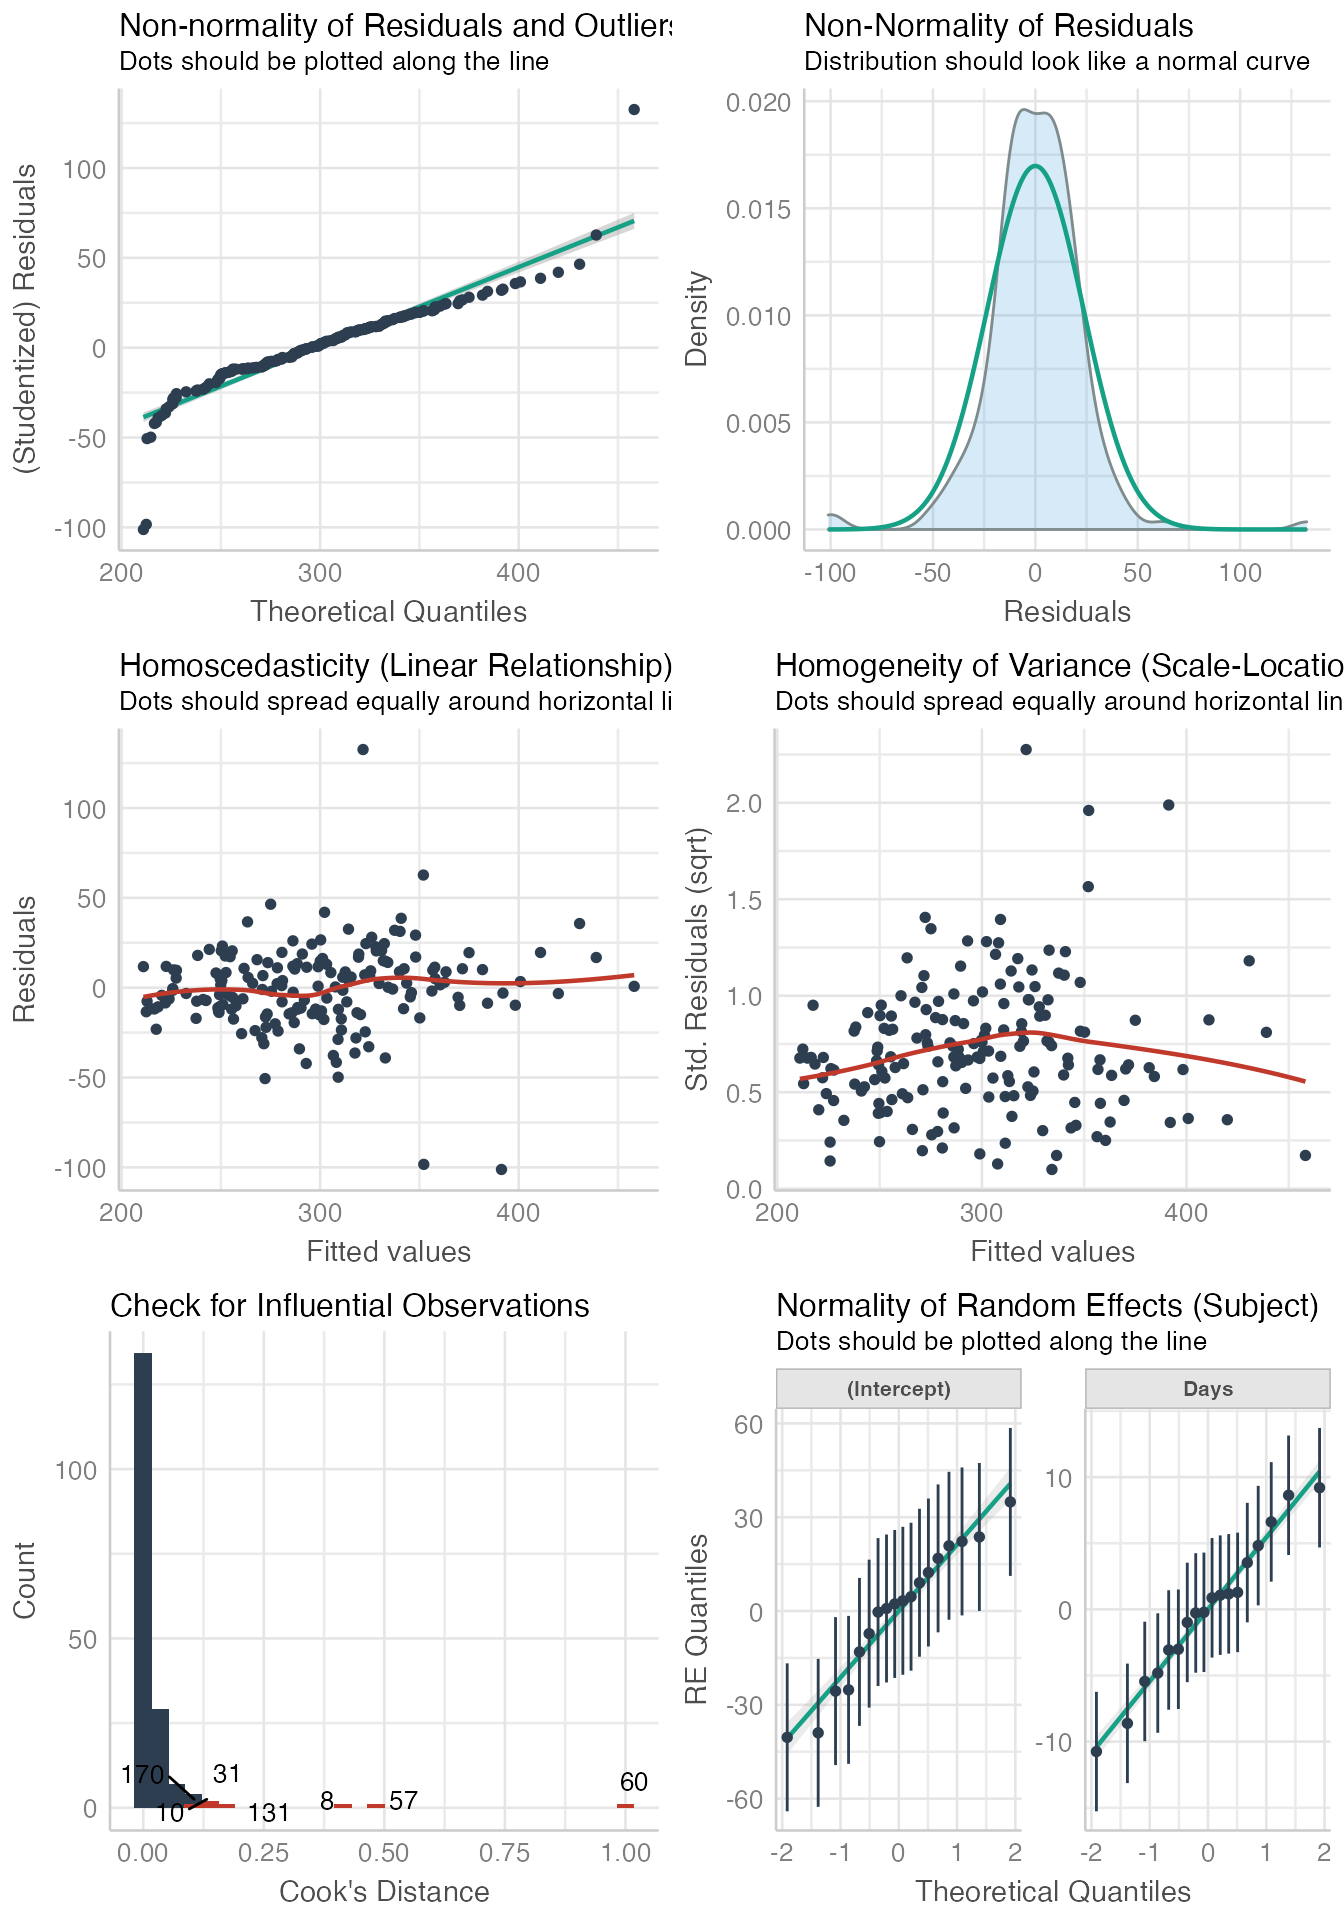 Non-normality of Residuals and Outliers
Dots should be plotted along the line
(Studentized) Residuals
100
50
0
-50
-100
200
300
400
Theoretical Quantiles
Non-Normality of Residuals
Distribution should look like a normal curve
Density
0.020
0.015
0.010
0.005
0.000
-100
-50
0
50
100
Residuals
Homoscedasticity (Linear Relationship)
Dots should spread equally around horizontal li
Residuals
100
50
0
-50
-100
200
300
400
Fitted values
Homogeneity of Variance (Scale-Locatio
Dots should spread equally around horizontal lin
Std. Residuals (sqrt)
2.0
1.5
1.0
0.5
0.0
200
300
400
Fitted values
Check for Influential Observations
Count
100
50
0
170
31
10
131
8
57
60
0.00
0.25
0.50
0.75
1.00
Cook's Distance
Normality of Random Effects (Subject)
Dots should be plotted along the line
(Intercept)
Days
RE Quantiles
60
30
0
-30
-60
-2
-1
0
1
2
10
0
-10
-2
-1
0
1
2
Theoretical Quantiles